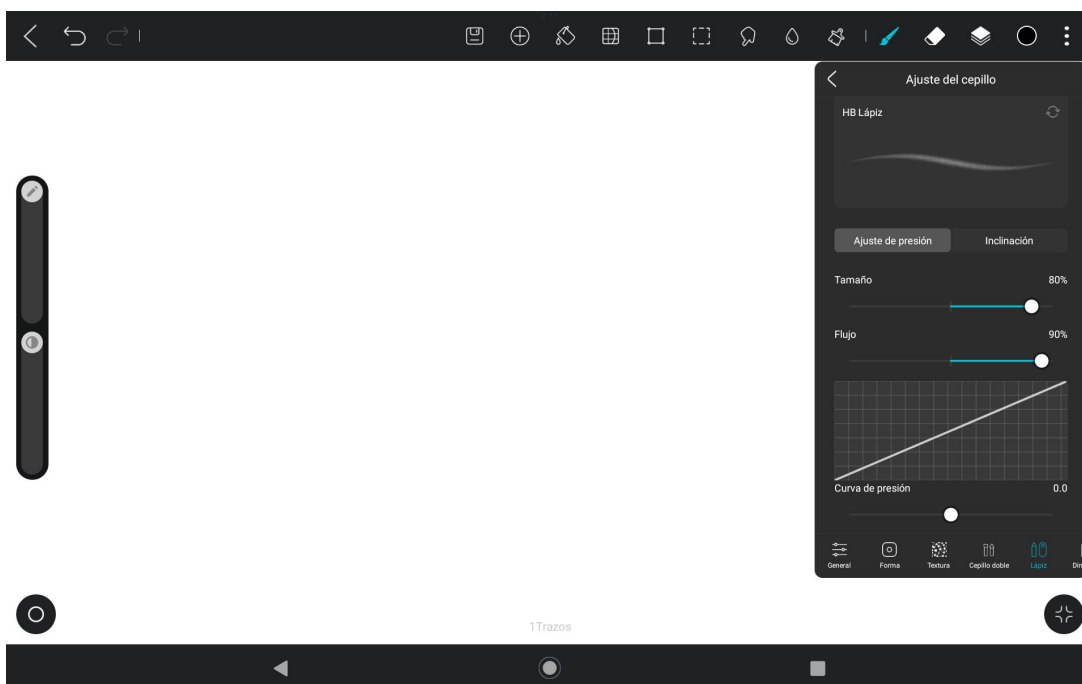 Ajuste del cepillo
HB Lápiz
Ajuste de presión Inclinación
Tamaño 80%
Flujo 90%
Curva de presión 0.0
General Forma Textura Cepillo doble Lápiz
1Trazos